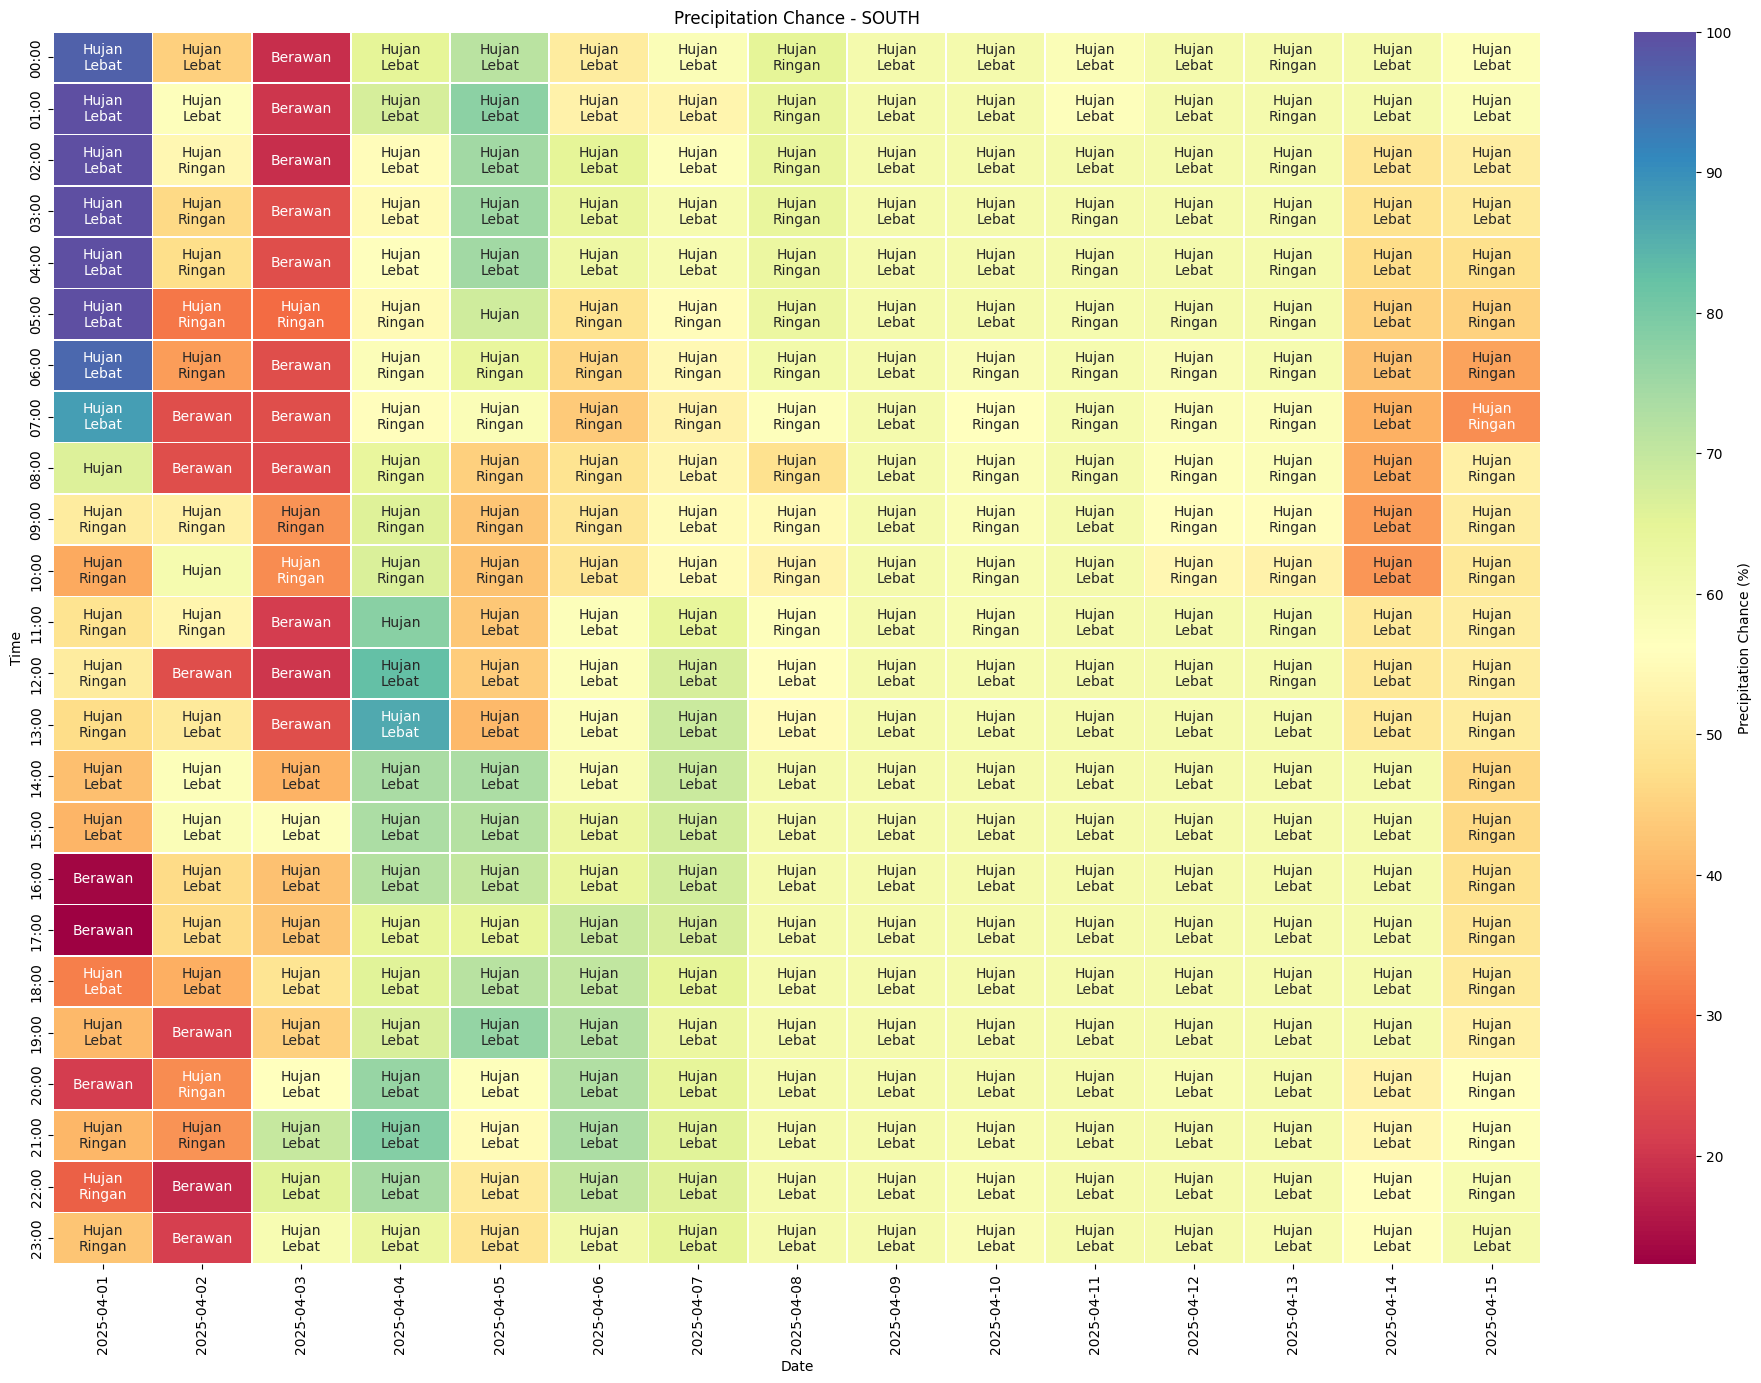 Precipitation Chance - SOUTH
00:00 Hujan Lebat Hujan Lebat Berawan Hujan Lebat Hujan Lebat Hujan Lebat Hujan Lebat Hujan Ringan Hujan Lebat Hujan Lebat Hujan Lebat Hujan Lebat Hujan Ringan Hujan Lebat Hujan Lebat
01:00 Hujan Lebat Hujan Lebat Berawan Hujan Lebat Hujan Lebat Hujan Lebat Hujan Lebat Hujan Ringan Hujan Lebat Hujan Lebat Hujan Lebat Hujan Lebat Hujan Ringan Hujan Lebat Hujan Lebat
02:00 Hujan Lebat Hujan Ringan Berawan Hujan Lebat Hujan Lebat Hujan Lebat Hujan Lebat Hujan Ringan Hujan Lebat Hujan Lebat Hujan Lebat Hujan Lebat Hujan Ringan Hujan Lebat Hujan Lebat
03:00 Hujan Lebat Hujan Ringan Berawan Hujan Lebat Hujan Lebat Hujan Lebat Hujan Lebat Hujan Ringan Hujan Lebat Hujan Lebat Hujan Ringan Hujan Lebat Hujan Ringan Hujan Lebat Hujan Lebat
04:00 Hujan Lebat Hujan Ringan Berawan Hujan Lebat Hujan Lebat Hujan Lebat Hujan Lebat Hujan Ringan Hujan Lebat Hujan Lebat Hujan Ringan Hujan Lebat Hujan Ringan Hujan Lebat Hujan Ringan
05:00 Hujan Lebat Hujan Ringan Hujan Ringan Hujan Ringan Hujan Hujan Ringan Hujan Ringan Hujan Ringan Hujan Lebat Hujan Lebat Hujan Ringan Hujan Ringan Hujan Ringan Hujan Lebat Hujan Ringan
06:00 Hujan Lebat Hujan Ringan Berawan Hujan Ringan Hujan Ringan Hujan Ringan Hujan Ringan Hujan Ringan Hujan Lebat Hujan Ringan Hujan Ringan Hujan Ringan Hujan Ringan Hujan Lebat Hujan Ringan
07:00 Hujan Lebat Berawan Berawan Hujan Ringan Hujan Ringan Hujan Ringan Hujan Ringan Hujan Ringan Hujan Lebat Hujan Ringan Hujan Ringan Hujan Ringan Hujan Ringan Hujan Lebat Hujan Ringan
08:00 Hujan Berawan Berawan Hujan Ringan Hujan Ringan Hujan Ringan Hujan Lebat Hujan Ringan Hujan Lebat Hujan Ringan Hujan Ringan Hujan Ringan Hujan Ringan Hujan Lebat Hujan Ringan
09:00 Hujan Ringan Hujan Ringan Hujan Ringan Hujan Ringan Hujan Ringan Hujan Ringan Hujan Lebat Hujan Ringan Hujan Lebat Hujan Ringan Hujan Lebat Hujan Ringan Hujan Ringan Hujan Lebat Hujan Ringan
10:00 Hujan Ringan Hujan Hujan Ringan Hujan Ringan Hujan Ringan Hujan Lebat Hujan Lebat Hujan Ringan Hujan Lebat Hujan Ringan Hujan Lebat Hujan Ringan Hujan Ringan Hujan Lebat Hujan Ringan
11:00 Hujan Ringan Hujan Ringan Berawan Hujan Hujan Lebat Hujan Lebat Hujan Lebat Hujan Ringan Hujan Lebat Hujan Ringan Hujan Lebat Hujan Lebat Hujan Ringan Hujan Lebat Hujan Ringan
Time
12:00 Hujan Ringan Berawan Berawan Hujan Lebat Hujan Lebat Hujan Lebat Hujan Lebat Hujan Lebat Hujan Lebat Hujan Lebat Hujan Lebat Hujan Lebat Hujan Ringan Hujan Lebat Hujan Ringan
13:00 Hujan Ringan Hujan Lebat Berawan Hujan Lebat Hujan Lebat Hujan Lebat Hujan Lebat Hujan Lebat Hujan Lebat Hujan Lebat Hujan Lebat Hujan Lebat Hujan Lebat Hujan Lebat Hujan Ringan
14:00 Hujan Lebat Hujan Lebat Hujan Lebat Hujan Lebat Hujan Lebat Hujan Lebat Hujan Lebat Hujan Lebat Hujan Lebat Hujan Lebat Hujan Lebat Hujan Lebat Hujan Lebat Hujan Lebat Hujan Ringan
15:00 Hujan Lebat Hujan Lebat Hujan Lebat Hujan Lebat Hujan Lebat Hujan Lebat Hujan Lebat Hujan Lebat Hujan Lebat Hujan Lebat Hujan Lebat Hujan Lebat Hujan Lebat Hujan Lebat Hujan Ringan
16:00 Berawan Hujan Lebat Hujan Lebat Hujan Lebat Hujan Lebat Hujan Lebat Hujan Lebat Hujan Lebat Hujan Lebat Hujan Lebat Hujan Lebat Hujan Lebat Hujan Lebat Hujan Lebat Hujan Ringan
17:00 Berawan Hujan Lebat Hujan Lebat Hujan Lebat Hujan Lebat Hujan Lebat Hujan Lebat Hujan Lebat Hujan Lebat Hujan Lebat Hujan Lebat Hujan Lebat Hujan Lebat Hujan Lebat Hujan Ringan
18:00 Hujan Lebat Hujan Lebat Hujan Lebat Hujan Lebat Hujan Lebat Hujan Lebat Hujan Lebat Hujan Lebat Hujan Lebat Hujan Lebat Hujan Lebat Hujan Lebat Hujan Lebat Hujan Lebat Hujan Ringan
19:00 Hujan Lebat Berawan Hujan Lebat Hujan Lebat Hujan Lebat Hujan Lebat Hujan Lebat Hujan Lebat Hujan Lebat Hujan Lebat Hujan Lebat Hujan Lebat Hujan Lebat Hujan Lebat Hujan Ringan
20:00 Berawan Hujan Ringan Hujan Lebat Hujan Lebat Hujan Lebat Hujan Lebat Hujan Lebat Hujan Lebat Hujan Lebat Hujan Lebat Hujan Lebat Hujan Lebat Hujan Lebat Hujan Lebat Hujan Ringan
21:00 Hujan Ringan Hujan Ringan Hujan Lebat Hujan Lebat Hujan Lebat Hujan Lebat Hujan Lebat Hujan Lebat Hujan Lebat Hujan Lebat Hujan Lebat Hujan Lebat Hujan Lebat Hujan Lebat Hujan Ringan
22:00 Hujan Ringan Berawan Hujan Lebat Hujan Lebat Hujan Lebat Hujan Lebat Hujan Lebat Hujan Lebat Hujan Lebat Hujan Lebat Hujan Lebat Hujan Lebat Hujan Lebat Hujan Lebat Hujan Ringan
23:00 Hujan Ringan Berawan Hujan Lebat Hujan Lebat Hujan Lebat Hujan Lebat Hujan Lebat Hujan Lebat Hujan Lebat Hujan Lebat Hujan Lebat Hujan Lebat Hujan Lebat Hujan Lebat Hujan Lebat
2025-04-01 2025-04-02 2025-04-03 2025-04-04 2025-04-05 2025-04-06 2025-04-07 2025-04-08 2025-04-09 2025-04-10 2025-04-11 2025-04-12 2025-04-13 2025-04-14 2025-04-15
Date
100
90
80
70
60
50
40
30
20
Precipitation Chance (%)